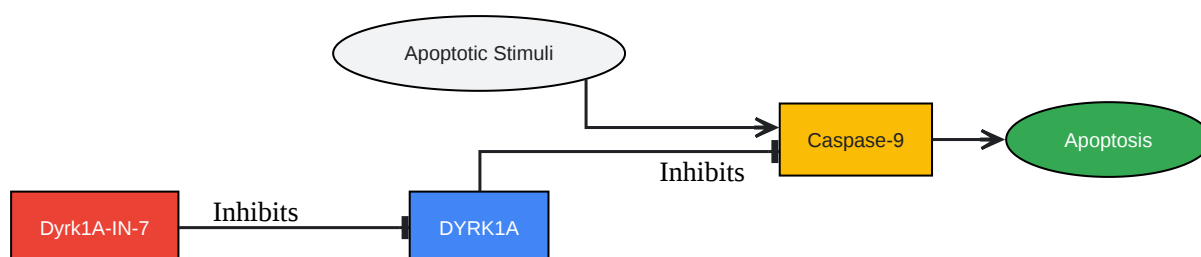 Apoptotic Stimuli
Caspase-9
Apoptosis
Inhibits
Inhibits
Dyrk1A-IN-7
DYRK1A